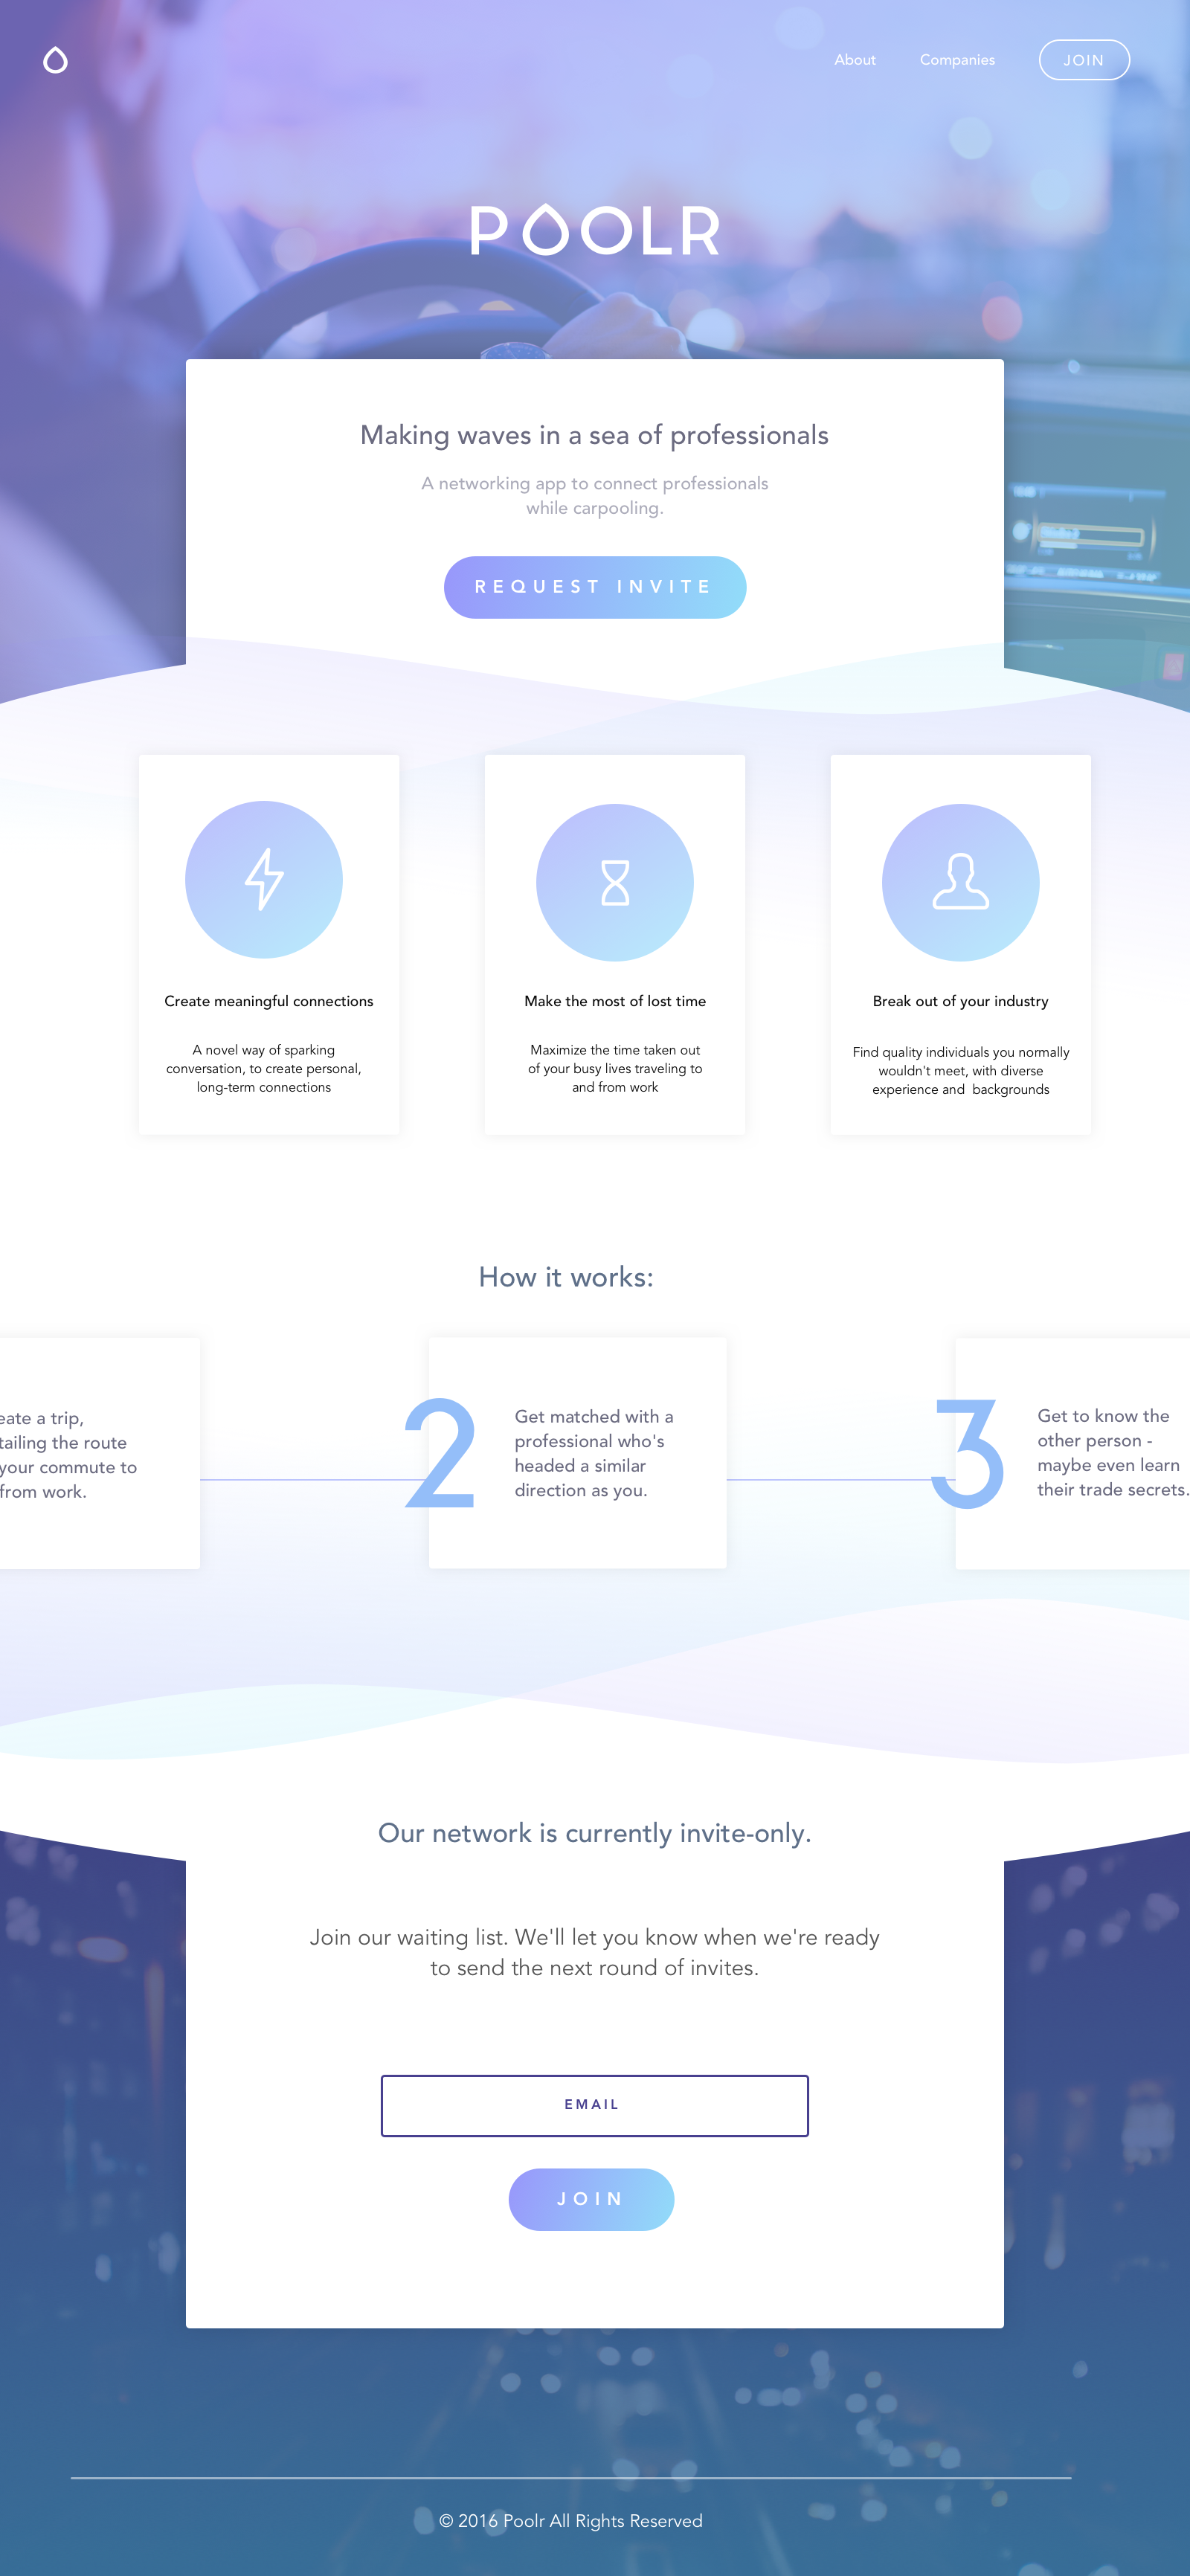 About Companies JOIN
POOLR
Making waves in a sea of professionals
A networking app to connect professionals
while carpooling.
REQUEST INVITE
Create meaningful connections
A novel way of sparking
conversation, to create personal,
long-term connections
Make the most of lost time
Maximize the time taken out
of your busy lives traveling to
and from work
Break out of your industry
Find quality individuals you normally
wouldn't meet, with diverse
experience and  backgrounds
How it works:
eate a trip,
tailing the route
your commute to
from work.
2
Get matched with a
professional who's
headed a similar
direction as you.
3
Get to know the
other person -
maybe even learn
their trade secrets.
Our network is currently invite-only.
Join our waiting list. We'll let you know when we're ready
to send the next round of invites.
EMAIL
JOIN
© 2016 Poolr All Rights Reserved